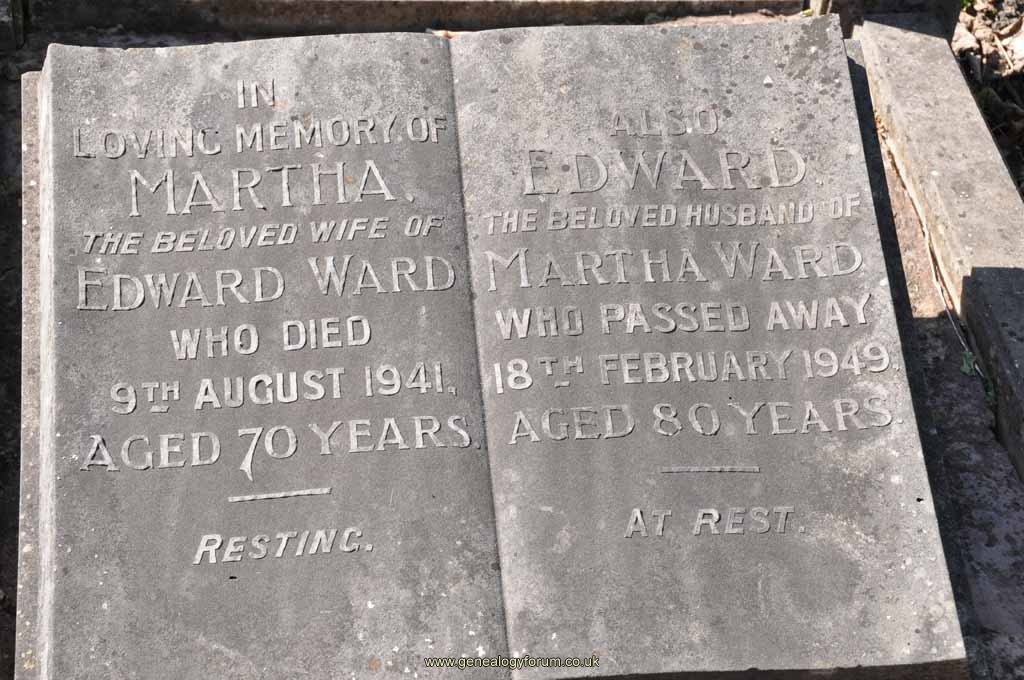 IN
LOVING MEMORY OF
MARTHA,
THE BELOVED WIFE OF
EDWARD WARD
WHO DIED
9TH AUGUST 1941,
AGED 70 YEARS.
RESTING.
ALSO
EDWARD
THE BELOVED HUSBAND OF
MARTHA WARD
WHO PASSED AWAY
18TH FEBRUARY 1949.
AGED 80 YEARS.
AT REST.
www.genealogyforum.co.uk